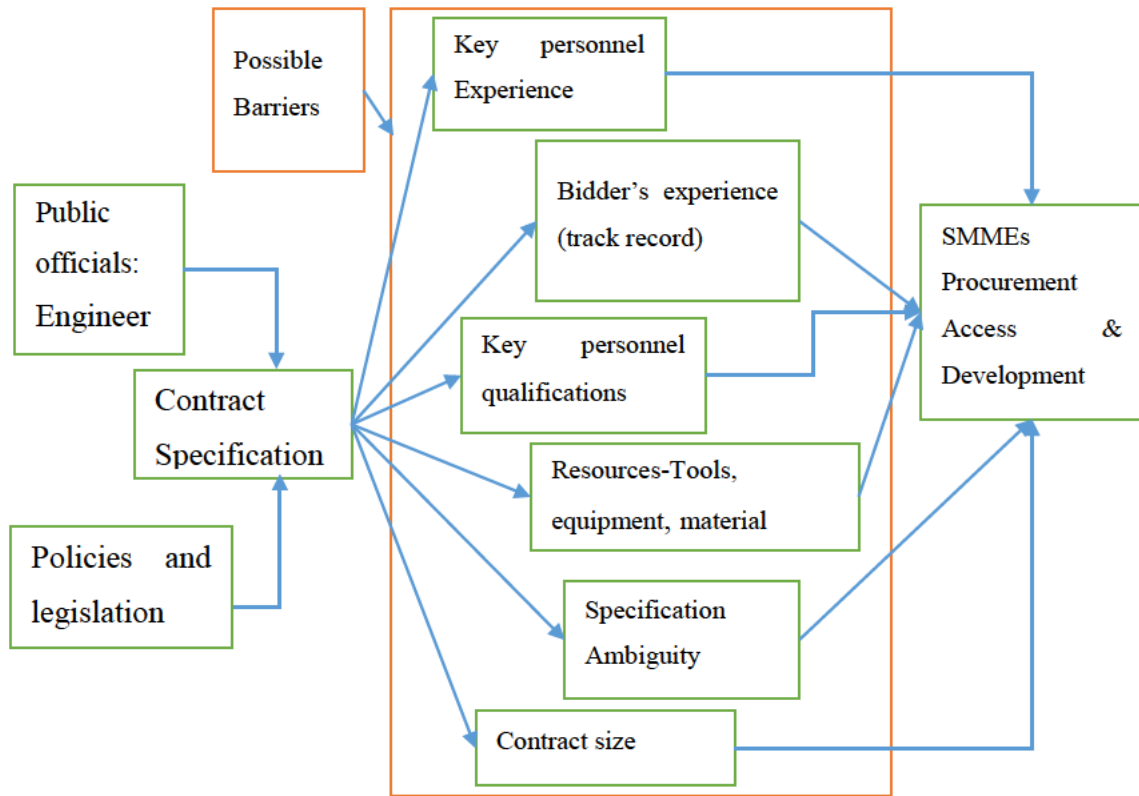 Possible
Barriers
Key personnel
Experience
Public
officials:
Engineer
Bidder’s experience
(track record)
SMMEs
Procurement
Access &
Development
Key personnel
qualifications
Contract
Specification
Resources-Tools,
equipment, material
Policies and
legislation
Specification
Ambiguity
Contract size